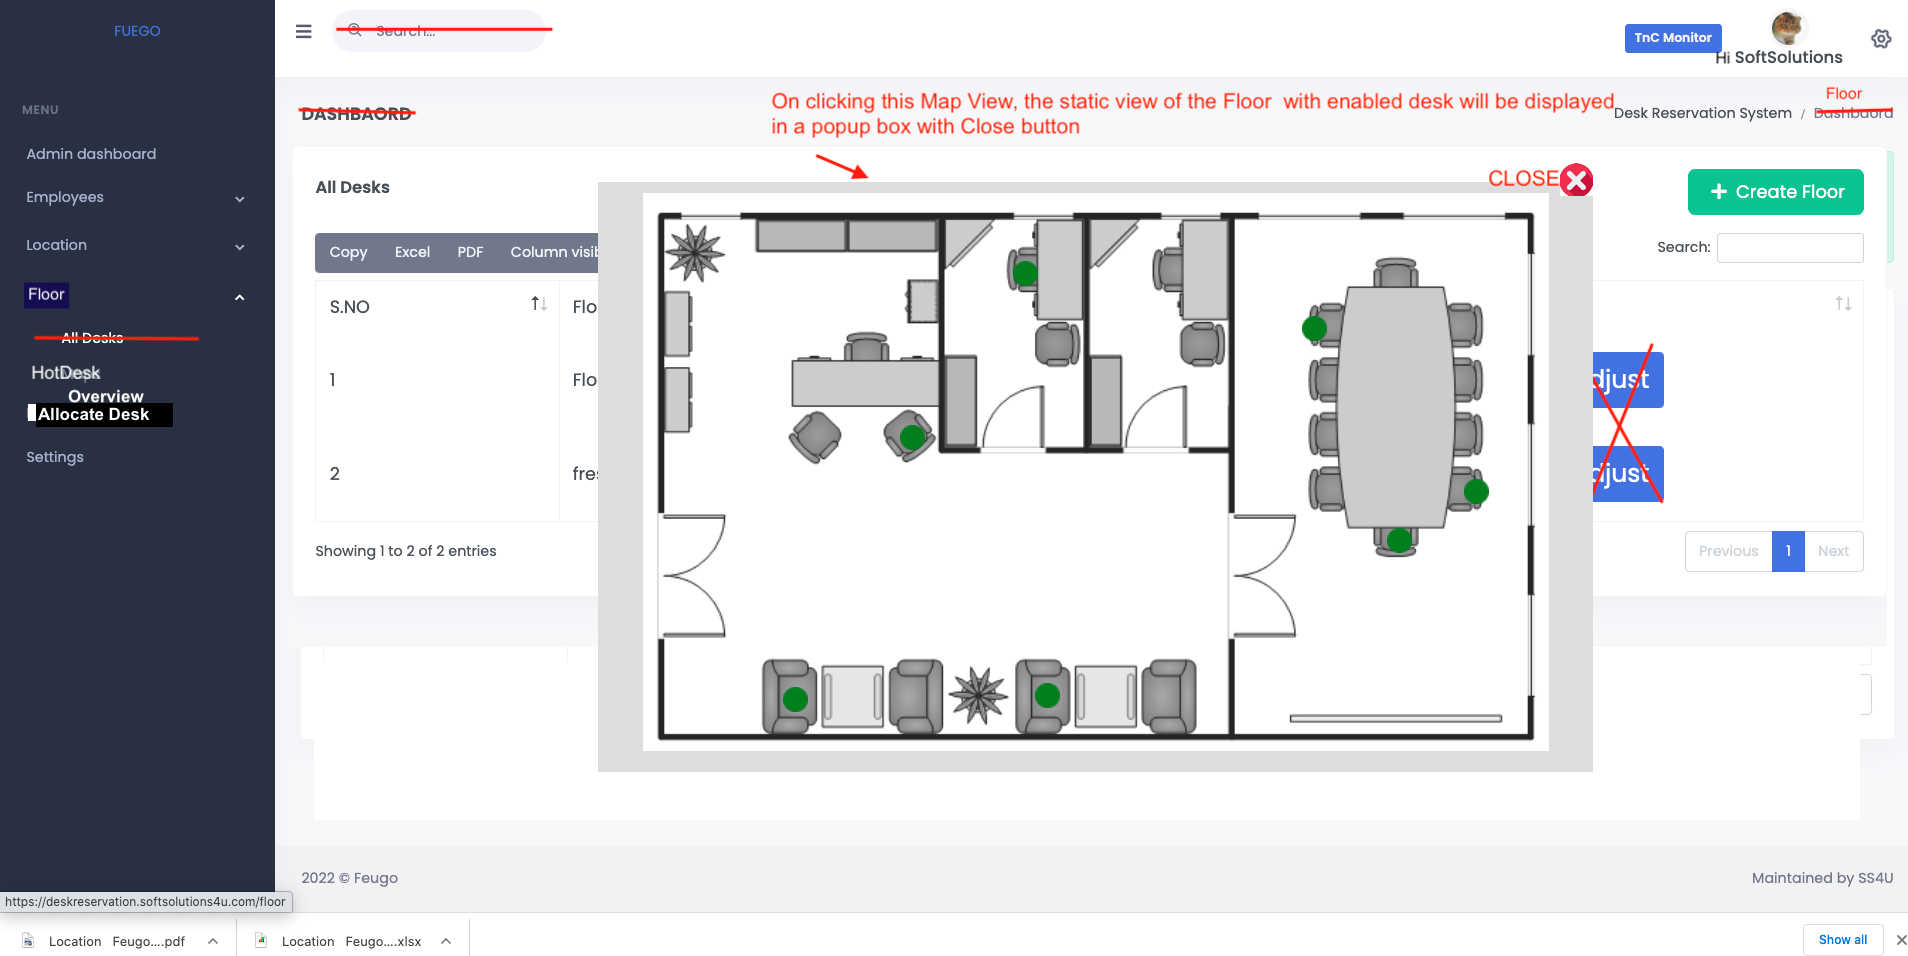 FUEGO
Search...
TnC Monitor
Hi SoftSolutions
MENU
Admin dashboard
Employees
Location
Floor
All Desks
HotDesk
Overview
Allocate Desk
Settings
DASHBAORD
On clicking this Map View, the static view of the Floor with enabled desk will be displayed
in a popup box with Close button
Floor
Desk Reservation System / Dashbaord
All Desks
CLOSE
Create Floor
Copy Excel PDF Column visib
Search:
S.NO Flo
1 Flo
djust
2 fres
djust
Showing 1 to 2 of 2 entries
Previous 1 Next
2022 © Feugo
Maintained by SS4U
https://deskreservation.softsolutions4u.com/floor
Location Feugo....pdf
Location Feugo....xlsx
Show all